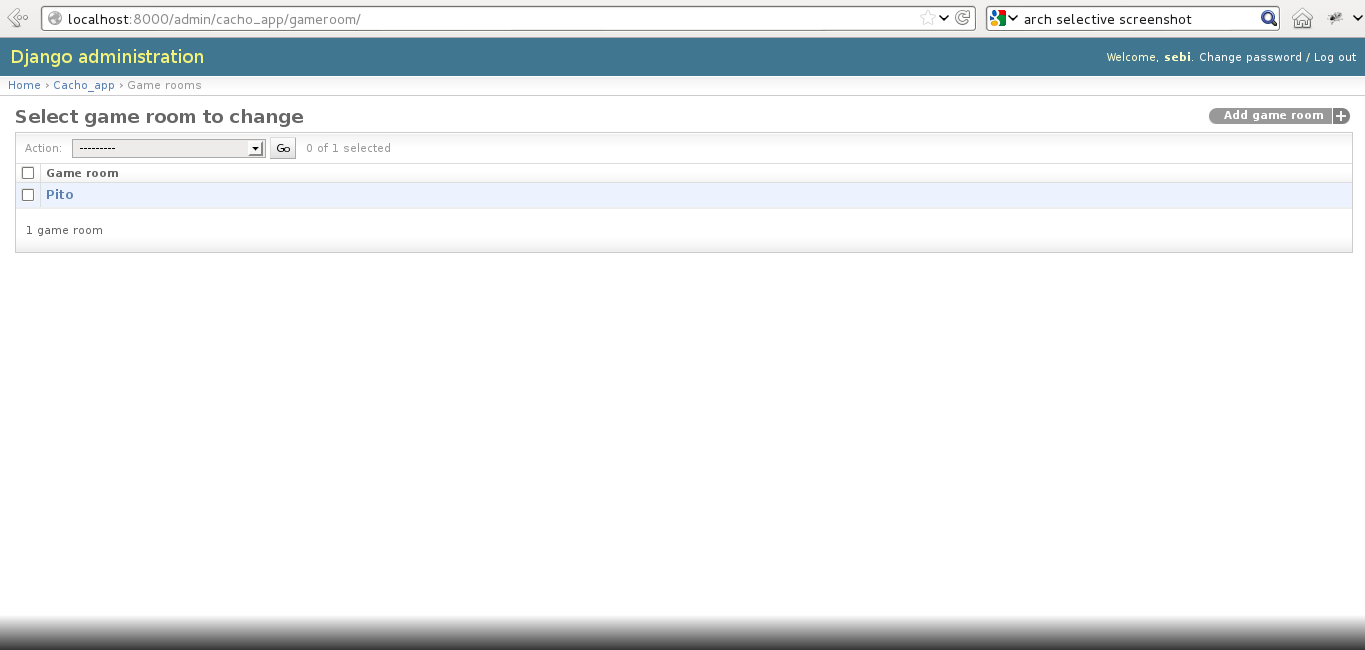 localhost:8000/admin/cacho_app/gameroom/ arch selective screenshot
Django administration Welcome, sebi. Change password / Log out
Home › Cacho_app › Game rooms
Select game room to change Add game room +
Action: --------- Go 0 of 1 selected
Game room
Pito
1 game room